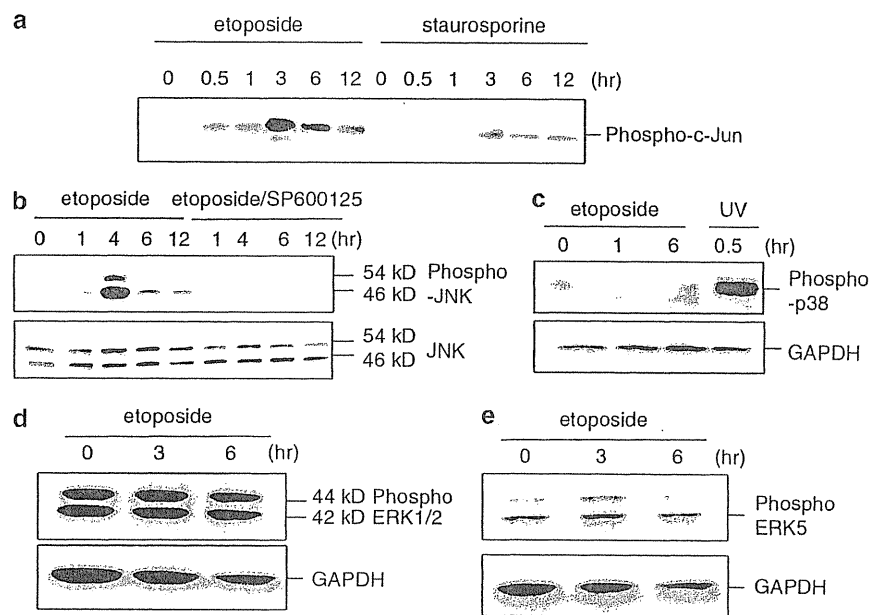 a
etoposide staurosporine
0 0.5 1 3 6 12 0 0.5 1 3 6 12 (hr)
Phospho-c-Jun
b
etoposide etoposide/SP600125
0 1 4 6 12 1 4 6 12 (hr)
54 kD Phospho
46 kD -JNK
54 kD
46 kD JNK
c
etoposide UV
0 1 6 0.5 (hr)
Phospho
-p38
GAPDH
d
etoposide
0 3 6 (hr)
44 kD Phospho
42 kD ERK1/2
GAPDH
e
etoposide
0 3 6 (hr)
Phospho
ERK5
GAPDH